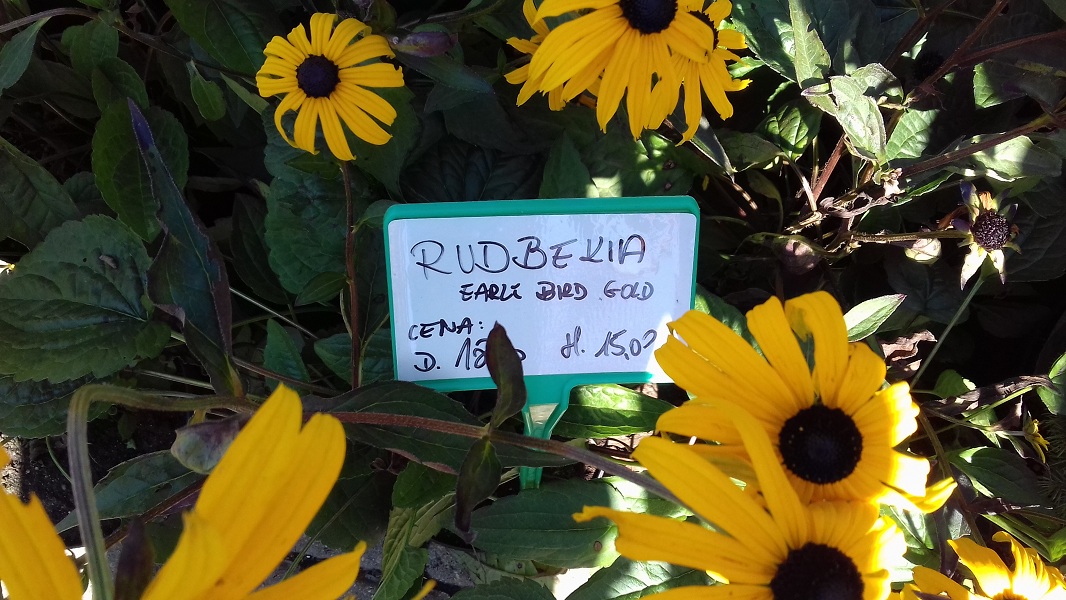 RUDBEKIA
EARLI BIRD GOLD
CENA:
D. H. 15,0?